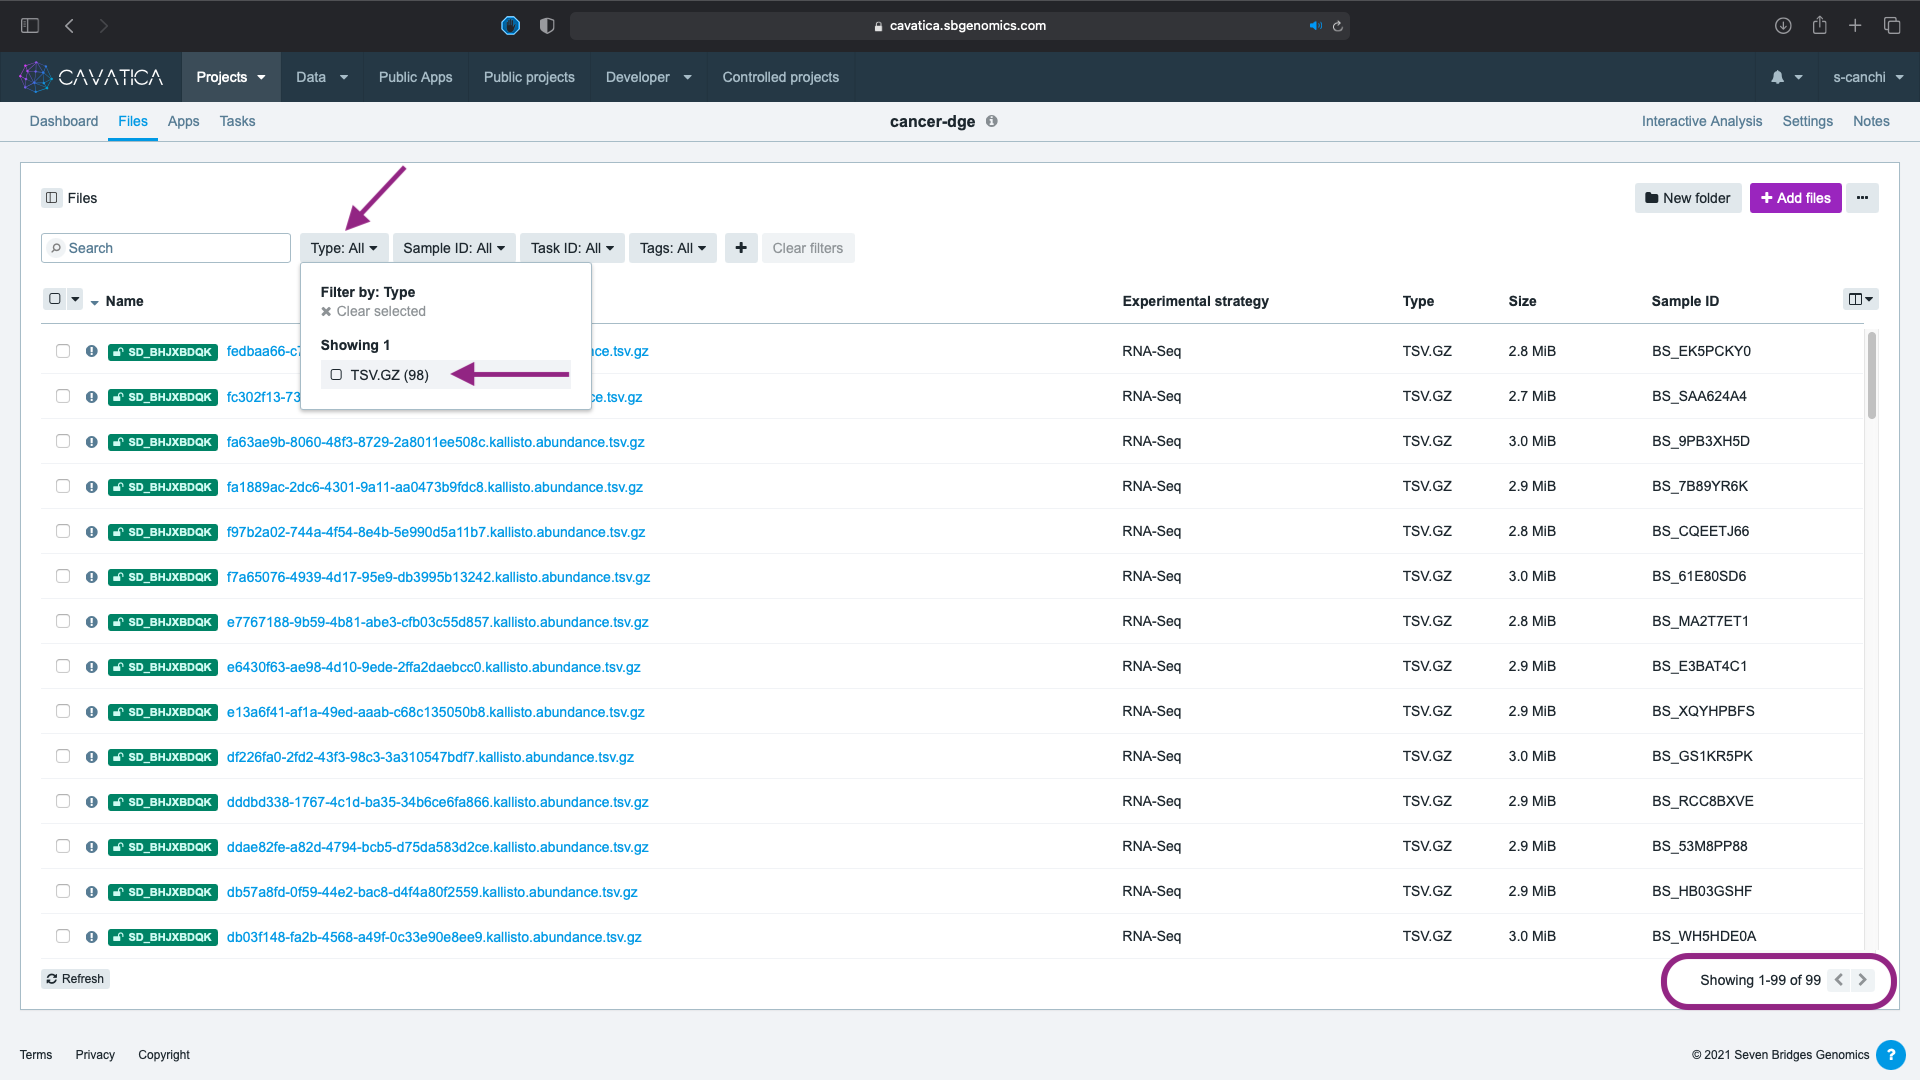 cavatica.sbgenomics.com
CAVATICA
Projects
Data
Public Apps
Public projects
Developer
Controlled projects
s-canchi
Dashboard
Files
Apps
Tasks
cancer-dge
Interactive Analysis
Settings
Notes
Files
New folder
+ Add files
Search
Type: All
Sample ID: All
Task ID: All
Tags: All
+
Clear filters
Filter by: Type
Clear selected
Showing 1
TSV.GZ (98)
Name
Experimental strategy
Type
Size
Sample ID
SD_BHJXBDQK fedbaa66-c ce.tsv.gz RNA-Seq TSV.GZ 2.8 MiB BS_EK5PCKY0
SD_BHJXBDQK fc302f13-73 ce.tsv.gz RNA-Seq TSV.GZ 2.7 MiB BS_SAA624A4
SD_BHJXBDQK fa63ae9b-8060-48f3-8729-2a8011ee508c.kallisto.abundance.tsv.gz RNA-Seq TSV.GZ 3.0 MiB BS_9PB3XH5D
SD_BHJXBDQK fa1889ac-2dc6-4301-9a11-aa0473b9fdc8.kallisto.abundance.tsv.gz RNA-Seq TSV.GZ 2.9 MiB BS_7B89YR6K
SD_BHJXBDQK f97b2a02-744a-4f54-8e4b-5e990d5a11b7.kallisto.abundance.tsv.gz RNA-Seq TSV.GZ 2.8 MiB BS_CQEETJ66
SD_BHJXBDQK f7a65076-4939-4d17-95e9-db3995b13242.kallisto.abundance.tsv.gz RNA-Seq TSV.GZ 3.0 MiB BS_61E80SD6
SD_BHJXBDQK e7767188-9b59-4b81-abe3-cfb03c55d857.kallisto.abundance.tsv.gz RNA-Seq TSV.GZ 2.8 MiB BS_MA2T7ET1
SD_BHJXBDQK e6430f63-ae98-4d10-9ede-2ffa2daebcc0.kallisto.abundance.tsv.gz RNA-Seq TSV.GZ 2.9 MiB BS_E3BAT4C1
SD_BHJXBDQK e13a6f41-af1a-49ed-aaab-c68c135050b8.kallisto.abundance.tsv.gz RNA-Seq TSV.GZ 2.9 MiB BS_XQYHPBFS
SD_BHJXBDQK df226fa0-2fd2-43f3-98c3-3a310547bdf7.kallisto.abundance.tsv.gz RNA-Seq TSV.GZ 3.0 MiB BS_GS1KR5PK
SD_BHJXBDQK dddbd338-1767-4c1d-ba35-34b6ce6fa866.kallisto.abundance.tsv.gz RNA-Seq TSV.GZ 2.9 MiB BS_RCC8BXVE
SD_BHJXBDQK ddae82fe-a82d-4794-bcb5-d75da583d2ce.kallisto.abundance.tsv.gz RNA-Seq TSV.GZ 2.9 MiB BS_53M8PP88
SD_BHJXBDQK db57a8fd-0f59-44e2-bac8-d4f4a80f2559.kallisto.abundance.tsv.gz RNA-Seq TSV.GZ 2.9 MiB BS_HB03GSHF
SD_BHJXBDQK db03f148-fa2b-4568-a49f-0c33e90e8ee9.kallisto.abundance.tsv.gz RNA-Seq TSV.GZ 3.0 MiB BS_WH5HDE0A
Refresh
Showing 1-99 of 99
Terms
Privacy
Copyright
© 2021 Seven Bridges Genomics
?